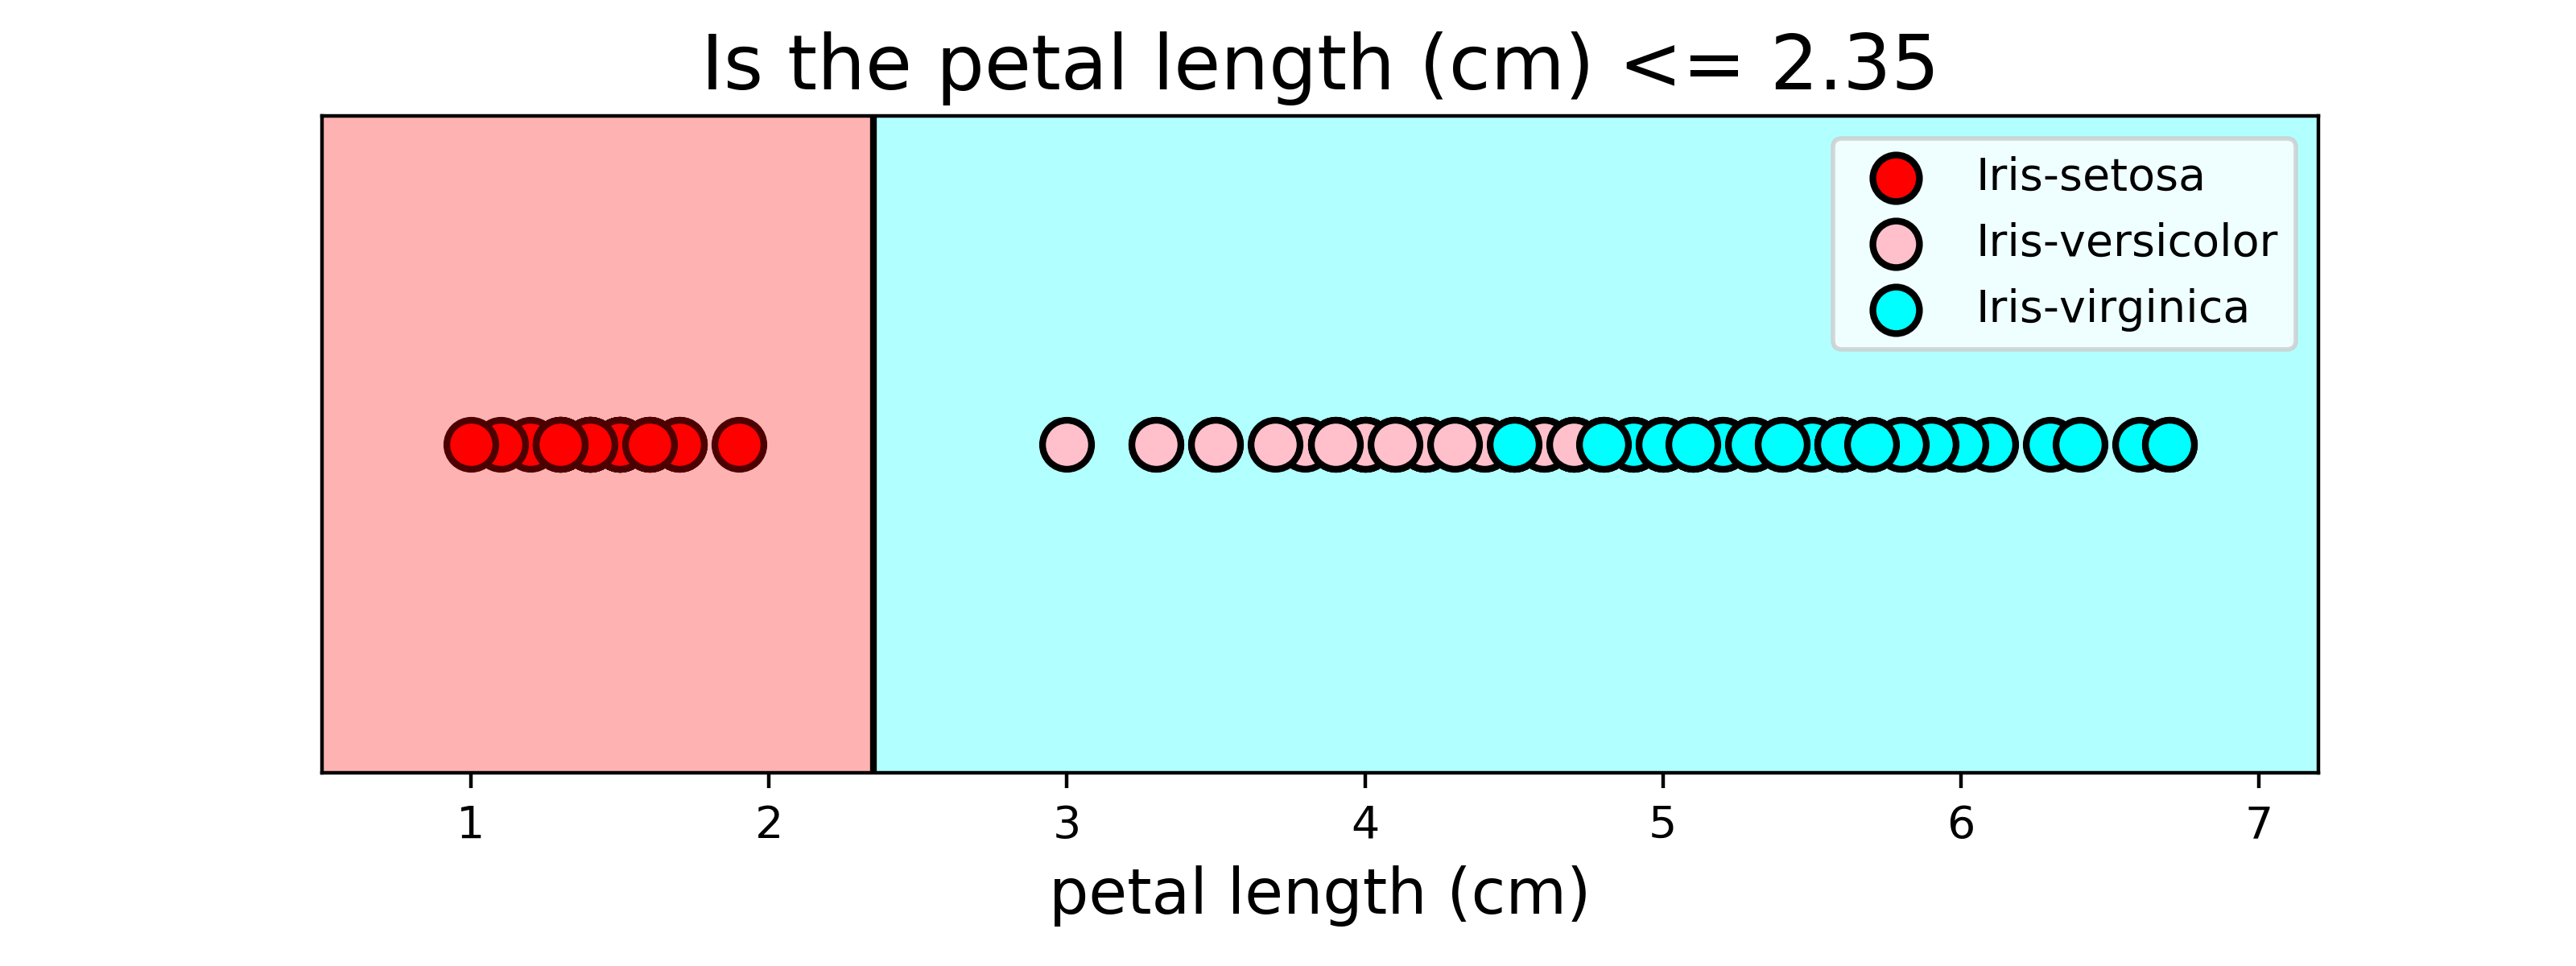 Is the petal length (cm) <= 2.35
Iris-setosa
Iris-versicolor
Iris-virginica
1 2 3 4 5 6 7
petal length (cm)